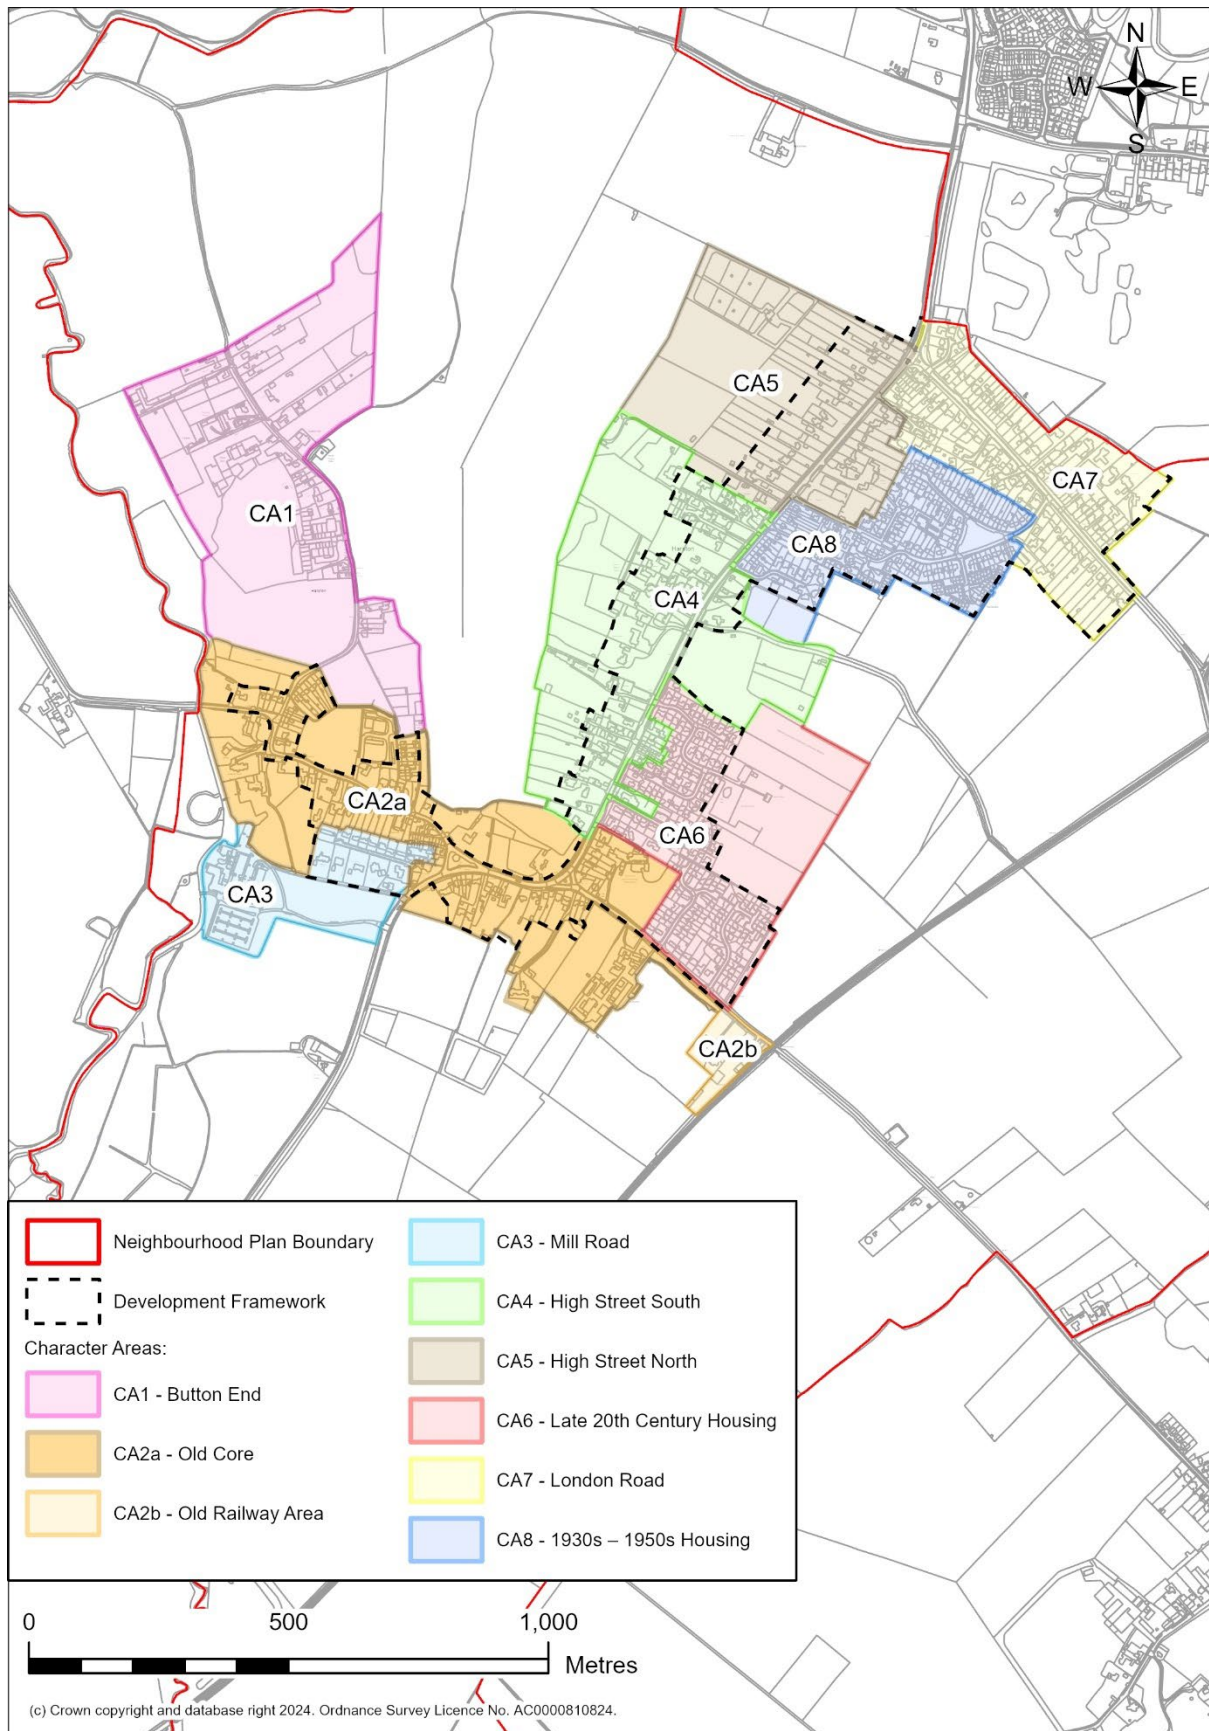 N
W E
S
CA5
CA7
CA1
CA8
CA4
CA2a
CA6
CA3
CA2b
Neighbourhood Plan Boundary
Development Framework
Character Areas:
CA1 - Button End
CA2a - Old Core
CA2b - Old Railway Area
CA3 - Mill Road
CA4 - High Street South
CA5 - High Street North
CA6 - Late 20th Century Housing
CA7 - London Road
CA8 - 1930s – 1950s Housing
0 500 1,000
Metres
(c) Crown copyright and database right 2024. Ordnance Survey Licence No. AC0000810824.